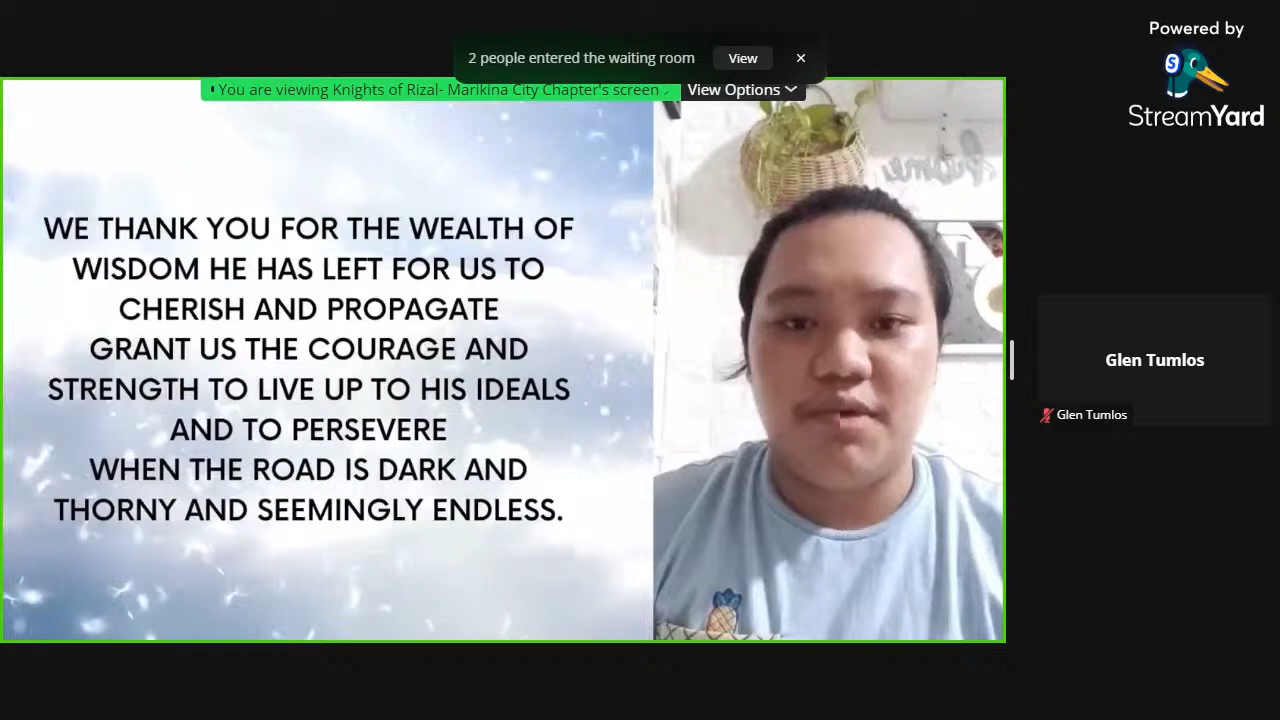 Powered by
StreamYard
2 people entered the waiting room
View
You are viewing Knights of Rizal- Marikina City Chapter's screen
View Options
WE THANK YOU FOR THE WEALTH OF
WISDOM HE HAS LEFT FOR US TO
CHERISH AND PROPAGATE
GRANT US THE COURAGE AND
STRENGTH TO LIVE UP TO HIS IDEALS
AND TO PERSEVERE
WHEN THE ROAD IS DARK AND
THORNY AND SEEMINGLY ENDLESS.
Glen Tumlos
Glen Tumlos